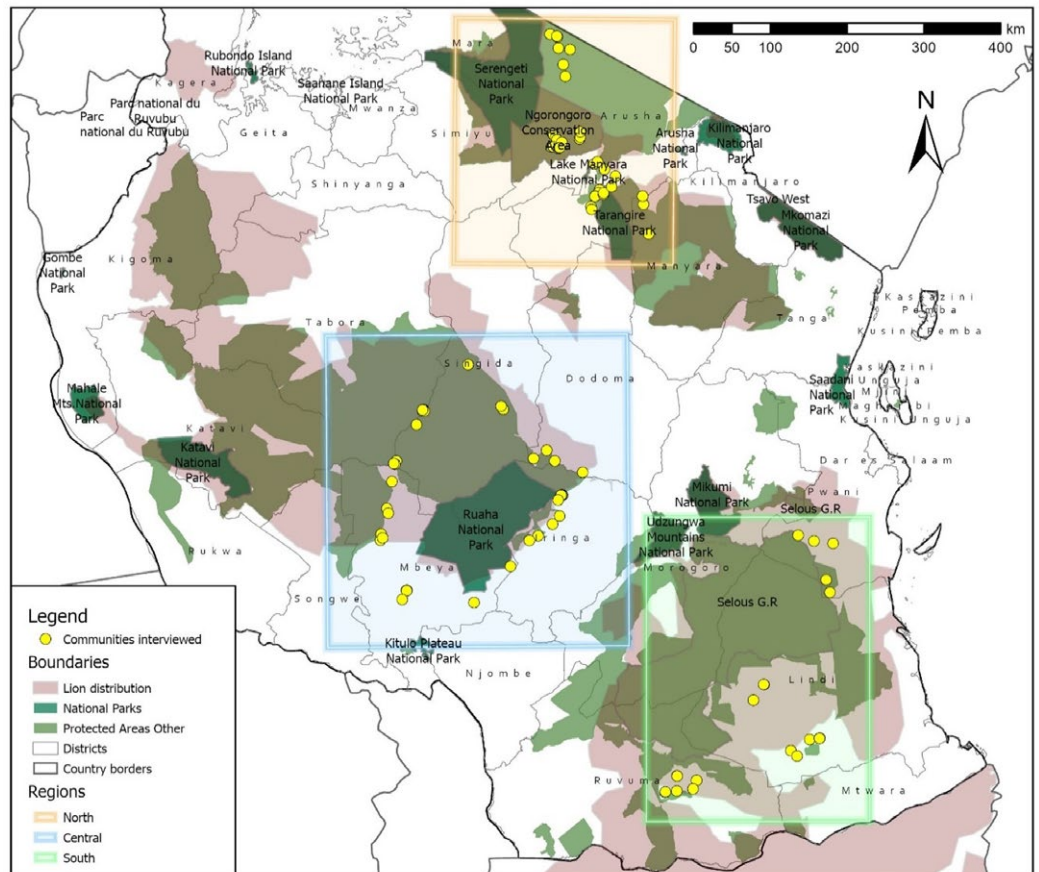 km
0 50 100 200 300 400
N
Mara
Serengeti
National
Park
Rubondo Island
National Park
Kagera
Saanane Island
National Park
Mwanza
Parc national du
Ruvubu
Parc
national du Ruvubu
Geita
Simiyu
Ngorongoro
Conservation
Area
Arusha
Arusha
National
Park
Kilimanjaro
National
Park
Lake Manyara
National Park
Kilimanjaro
Shinyanga
Tsavo West
Mkomazi
National
Park
Tarangire
National Park
Gombe
National
Park
Kigoma
Manyara
Kaskazini
Pemba
Kusini Pemba
Tabora
Tanga
Singida
Dodoma
Mahale
Mts.National
Park
Saadani
National
Park
Kaskazini
Unguja
Mjini
Magharibi
Kusini Unguja
Katavi
Katavi
National
Park
Dar es Salaam
Mikumi
National Park
Pwani
Selous G.R
Ruaha
National
Park
Iringa
Udzungwa
Mountains
National Park
Rukwa
Mbeya
Morogoro
Songwe
Selous G.R
Kitulo Plateau
National Park
Njombe
Lindi
Ruvuma
Mtwara
Legend
Communities interviewed
Boundaries
Lion distribution
National Parks
Protected Areas Other
Districts
Country borders
Regions
North
Central
South